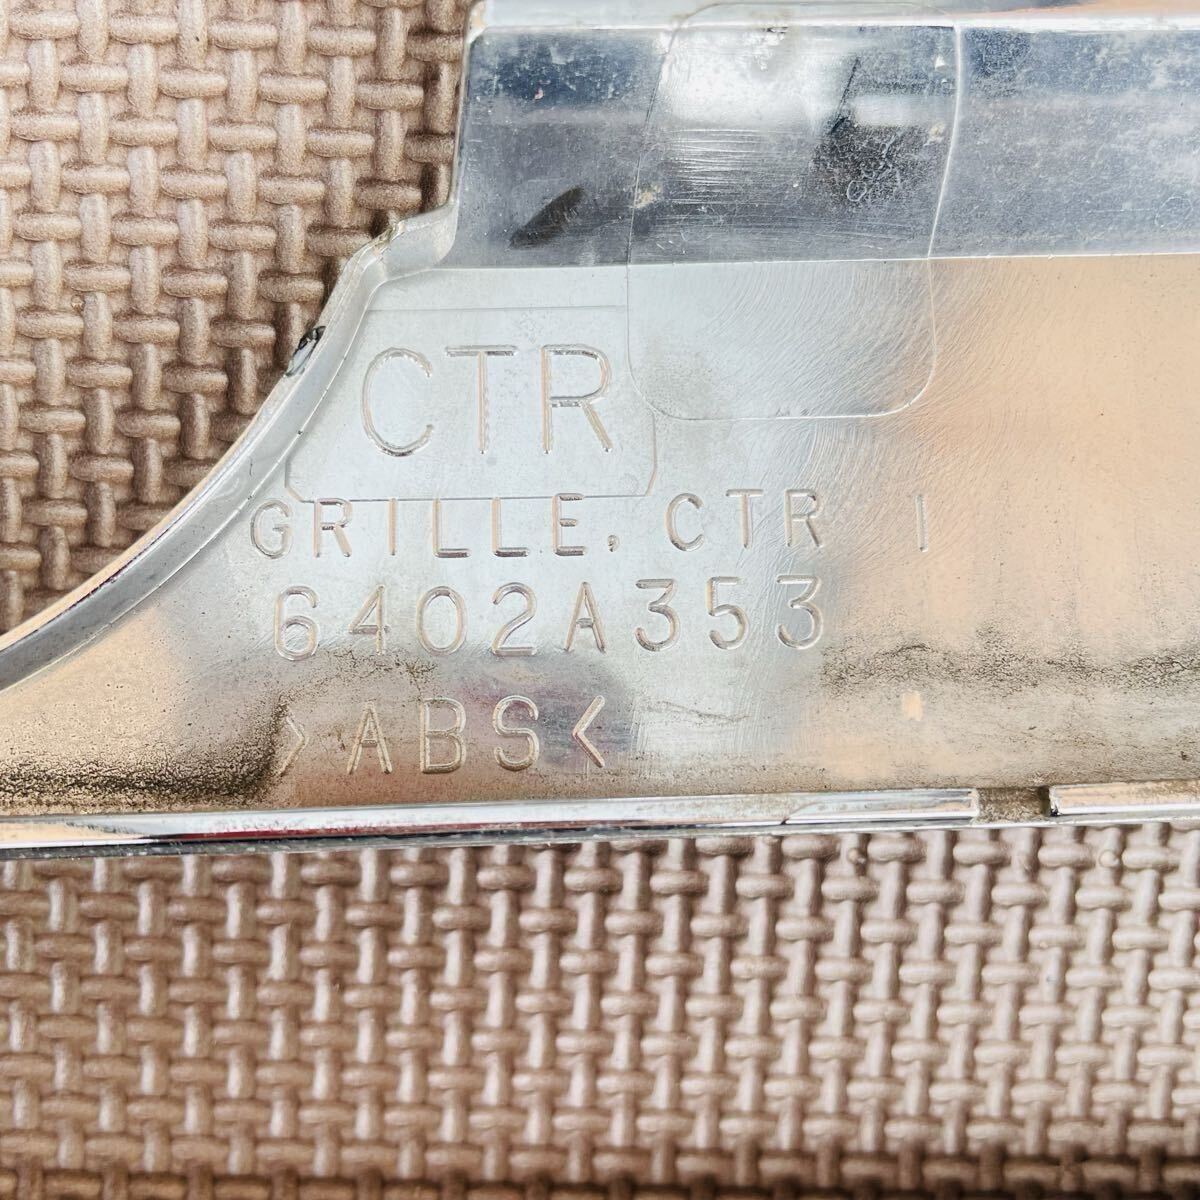 CTR
GRILLE, CTR I
6402A353
>ABS<